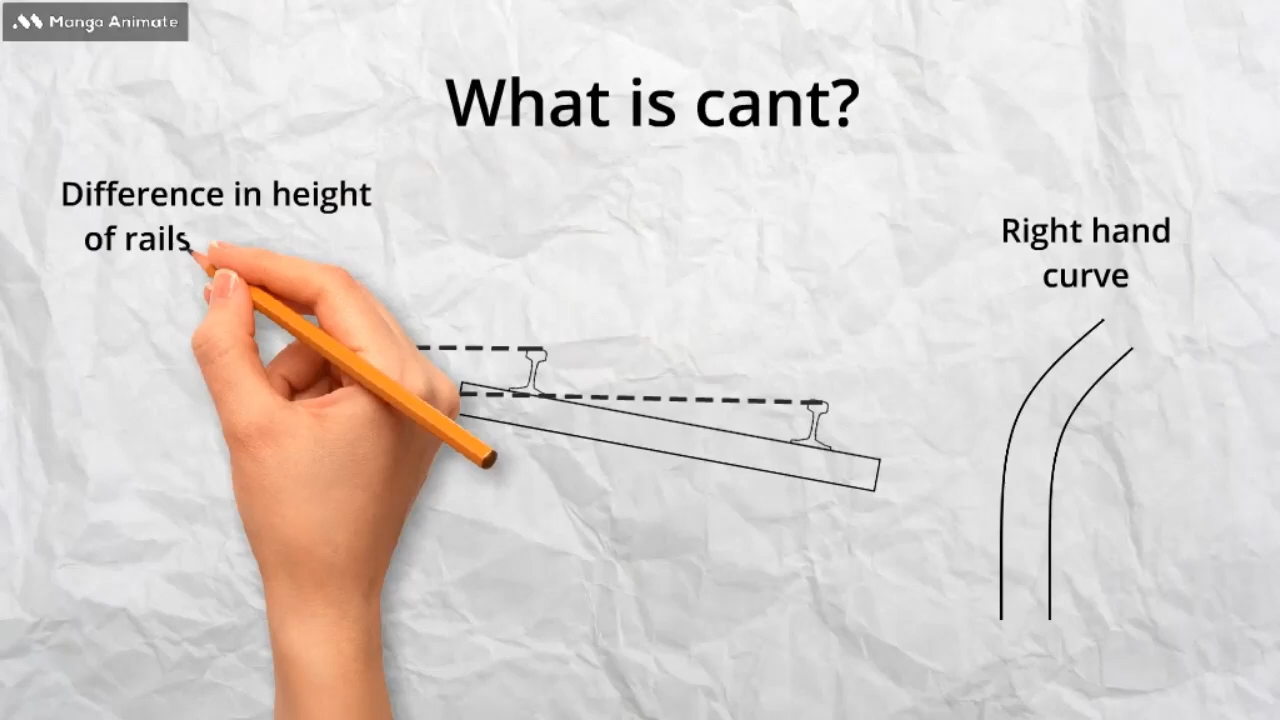 Manga Animate
What is cant?
Difference in height
of rails
Right hand
curve